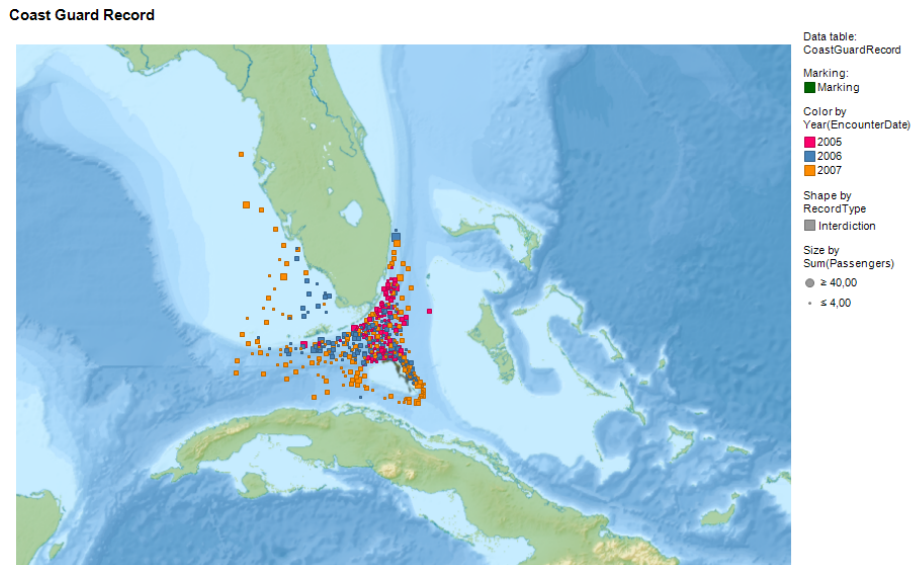 Coast Guard Record
Data table:
CoastGuardRecord
Marking:
Marking
Color by
Year(EncounterDate)
2005
2006
2007
Shape by
RecordType
Interdiction
Size by
Sum(Passengers)
≥ 40,00
≤ 4,00